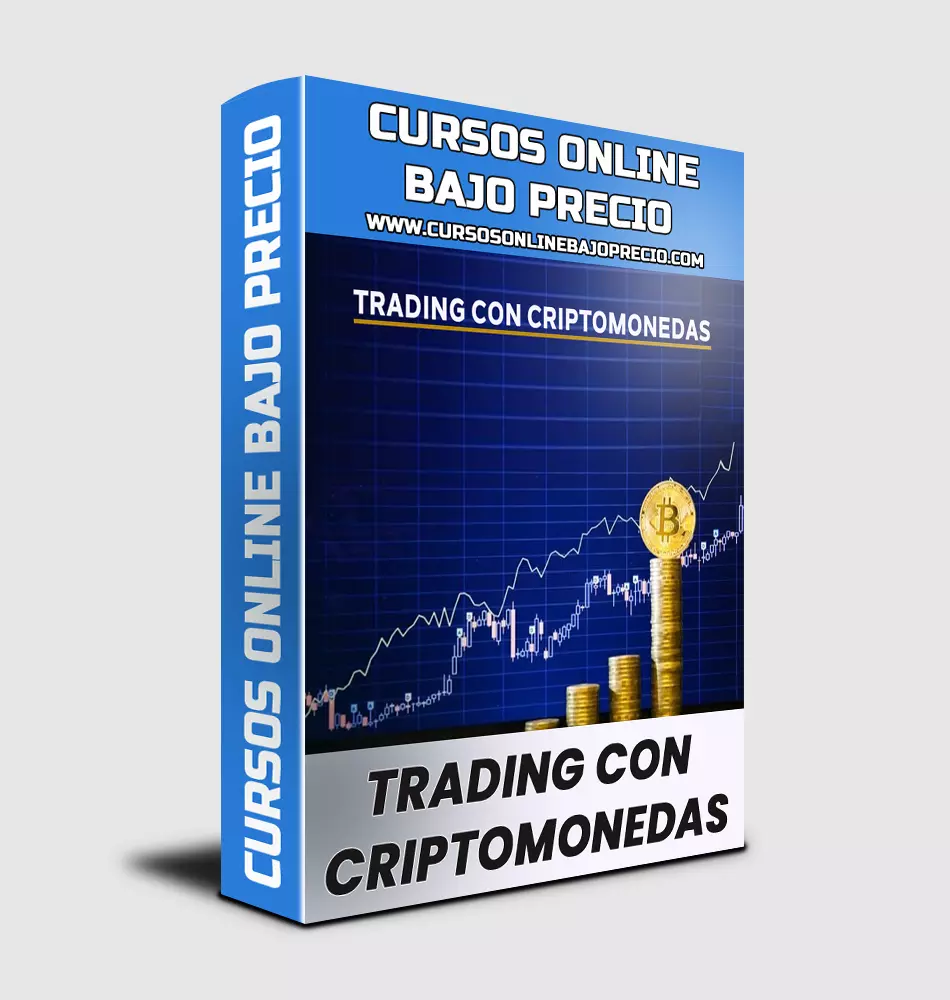 CURSOS ONLINE BAJO PRECIO
CURSOS ONLINE
BAJO PRECIO
WWW.CURSOSONLINEBAJOPRECIO.COM
TRADING CON CRIPTOMONEDAS
TRADING CON
CRIPTOMONEDAS